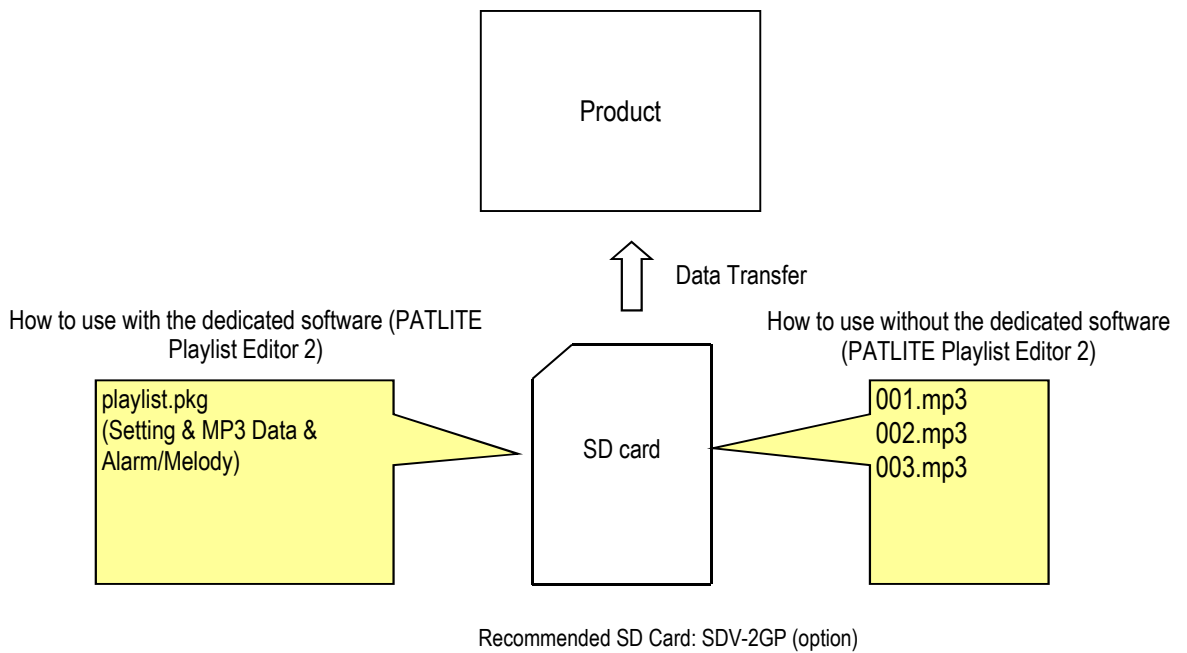 Product
Data Transfer
How to use with the dedicated software (PATLITE
Playlist Editor 2)
playlist.pkg
(Setting & MP3 Data &
Alarm/Melody)
SD card
How to use without the dedicated software
(PATLITE Playlist Editor 2)
001.mp3
002.mp3
003.mp3
Recommended SD Card: SDV-2GP (option)